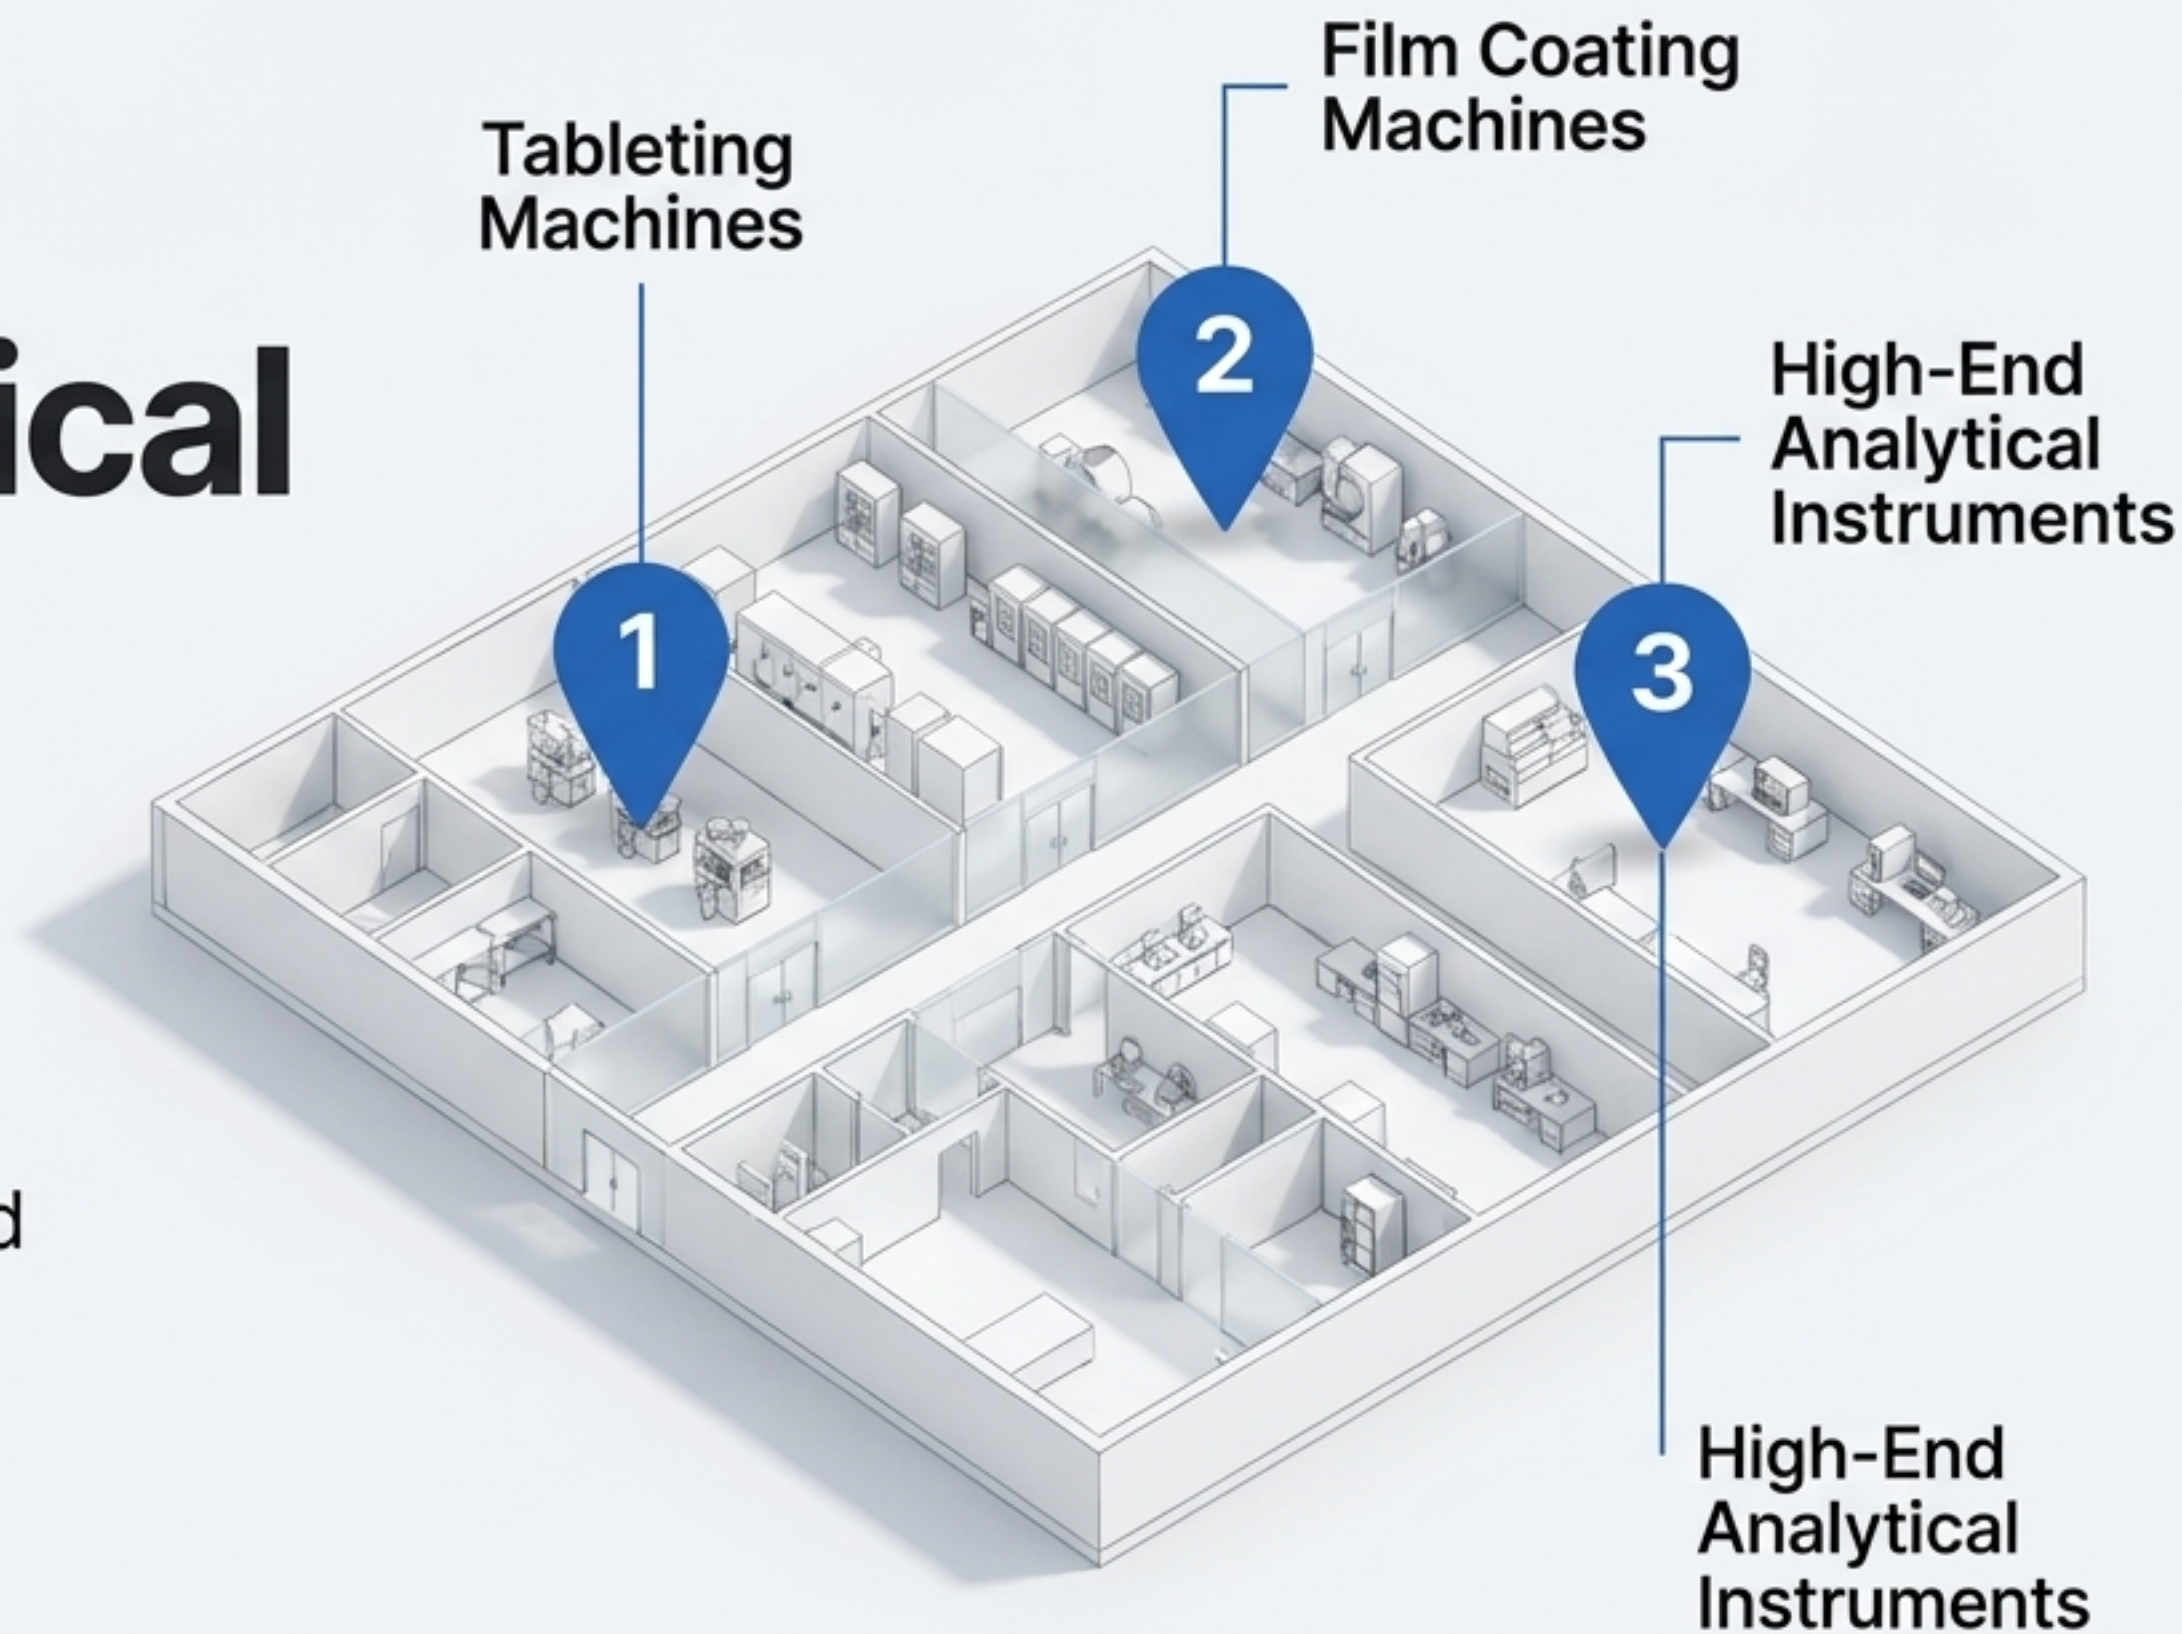 Film Coating
Machines
Tableting
Machines
2
ical
High-End
Analytical
Instruments
1
3
d
High-End
Analytical
Instruments